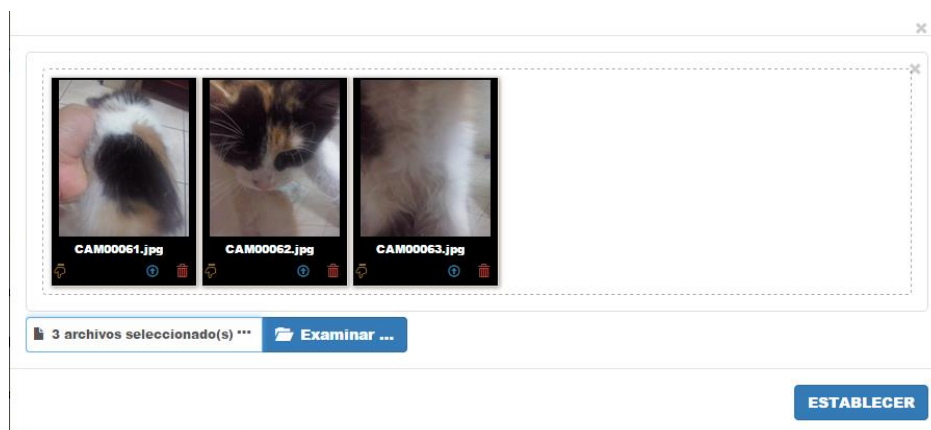 CAM00061.jpg
CAM00062.jpg
CAM00063.jpg
3 archivos seleccionado(s) ...
Examinar ...
ESTABLECER